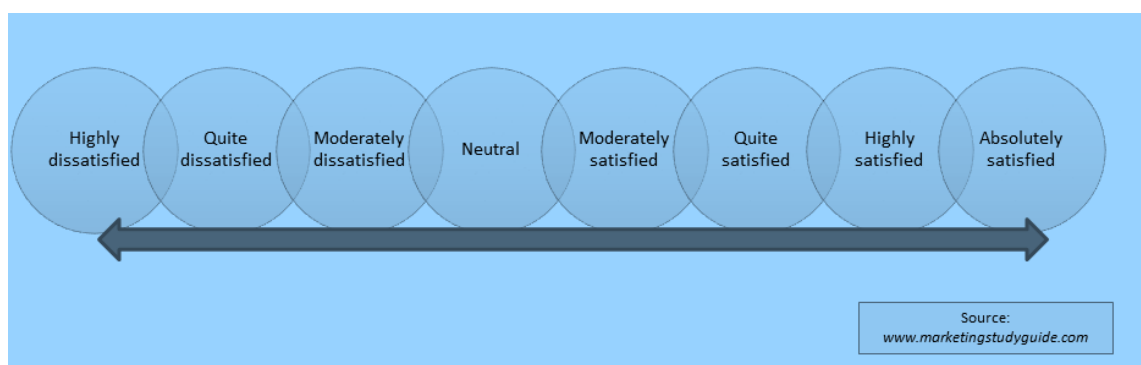 Highly
dissatisfied
Quite
dissatisfied
Moderately
dissatisfied
Neutral
Moderately
satisfied
Quite
satisfied
Highly
satisfied
Absolutely
satisfied
Source:
www.marketingstudyguide.com